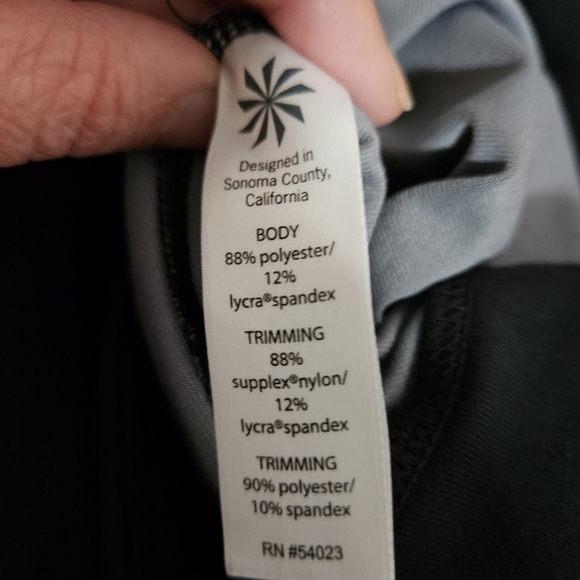 Designed in
Sonoma County,
California
BODY
88% polyester/
12%
lycra®spandex
TRIMMING
88%
supplex®nylon/
12%
lycra®spandex
TRIMMING
90% polyester/
10% spandex
RN #54023